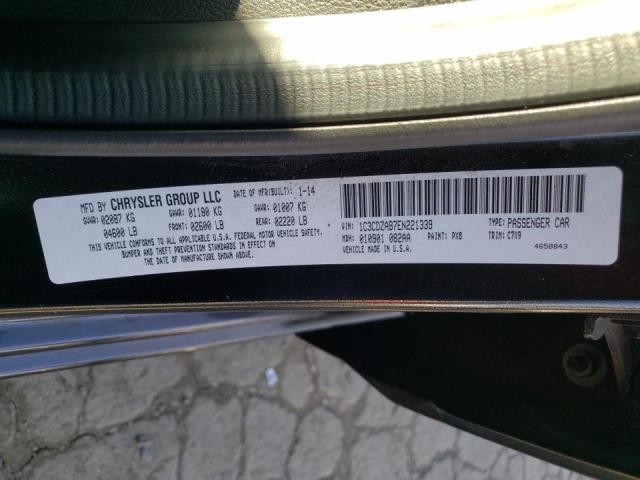 MFD BY CHRYSLER GROUP LLC DATE OF MFR(BUILT): 1-14
GVWR: 02087 KG GAWR: 01180 KG GAWR: 01007 KG
04600 LB FRONT: 02600 LB REAR: 02220 LB
THIS VEHICLE CONFORMS TO ALL APPLICABLE U.S.A. FEDERAL MOTOR VEHICLE SAFETY,
BUMPER AND THEFT PREVENTION STANDARDS IN EFFECT ON
THE DATE OF MANUFACTURE SHOWN ABOVE.
VIN: 1C3CDZAB7EN221339 TYPE: PASSENGER CAR
MDH: 010901 082AA PAINT: PX8 TRIM: C7X9
VEHICLE MADE IN U.S.A. 4658843